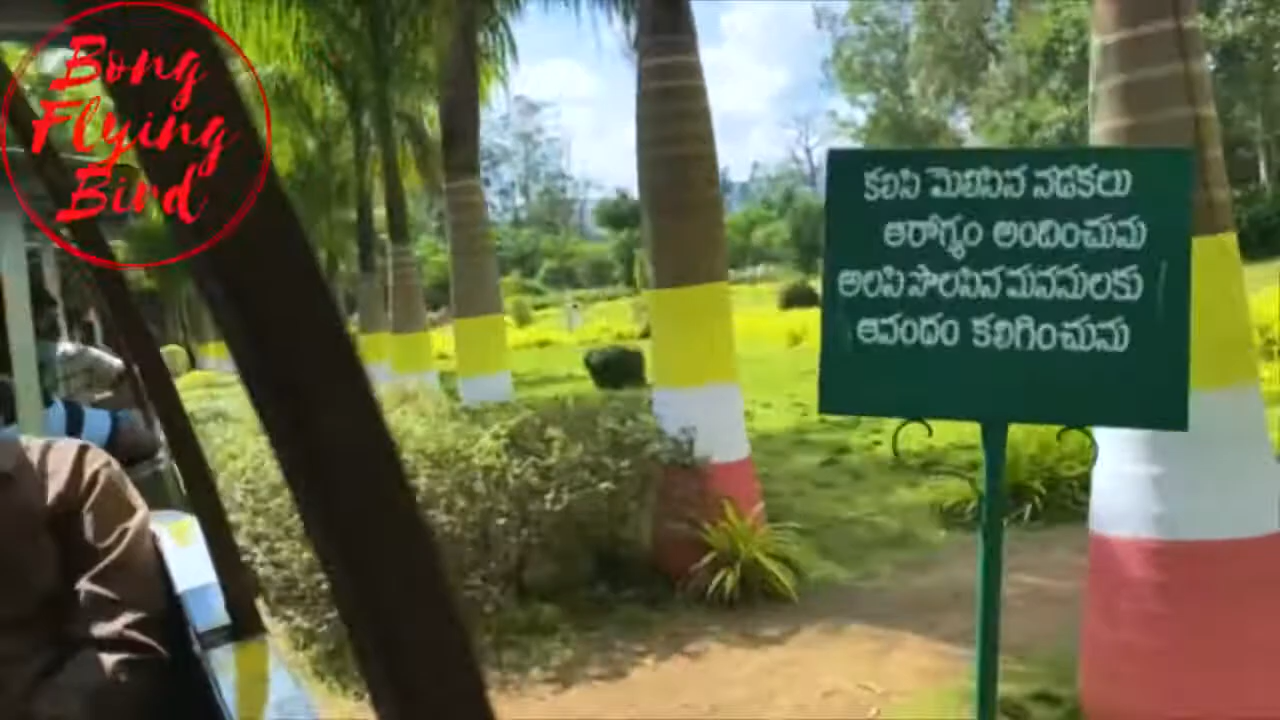 Bong
Flying
Bird
కలిసి మెలిసిన నడకలు
ఆరోగ్యం అందించును
అలసి సొలసిన మనసులకు
ఆనందం కలిగించును